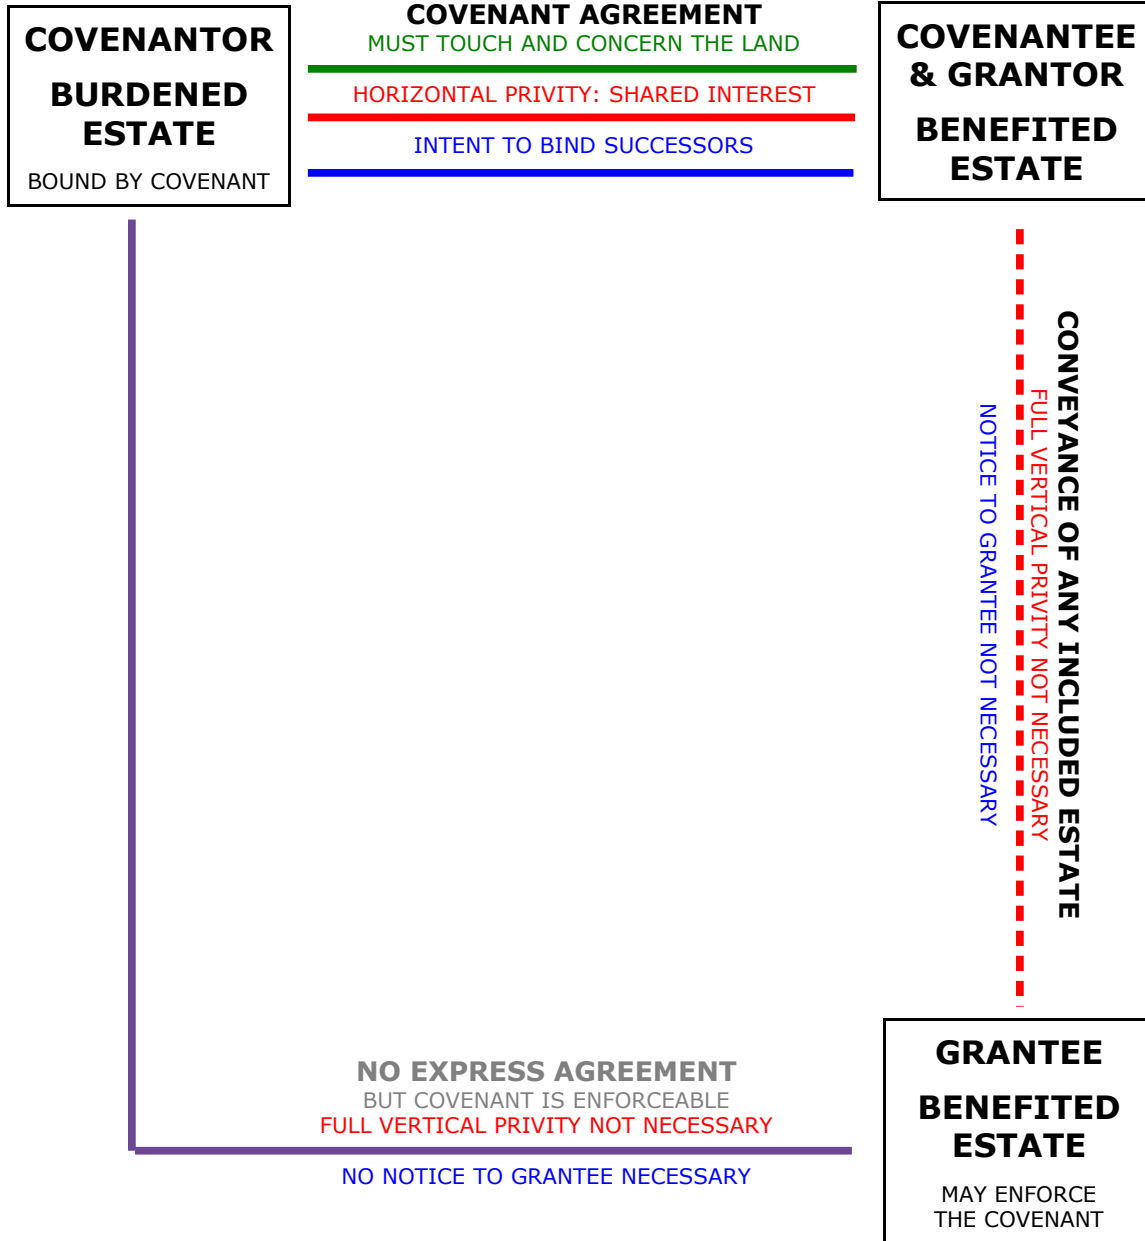 COVENANTOR
BURDENED
ESTATE
BOUND BY COVENANT
COVENANT AGREEMENT
MUST TOUCH AND CONCERN THE LAND
HORIZONTAL PRIVITY: SHARED INTEREST
INTENT TO BIND SUCCESSORS
COVENANTEE
& GRANTOR
BENEFITED
ESTATE
CONVEYANCE OF ANY INCLUDED ESTATE
FULL VERTICAL PRIVITY NOT NECESSARY
NOTICE TO GRANTEE NOT NECESSARY
NO EXPRESS AGREEMENT
BUT COVENANT IS ENFORCEABLE
FULL VERTICAL PRIVITY NOT NECESSARY
NO NOTICE TO GRANTEE NECESSARY
GRANTEE
BENEFITED
ESTATE
MAY ENFORCE
THE COVENANT